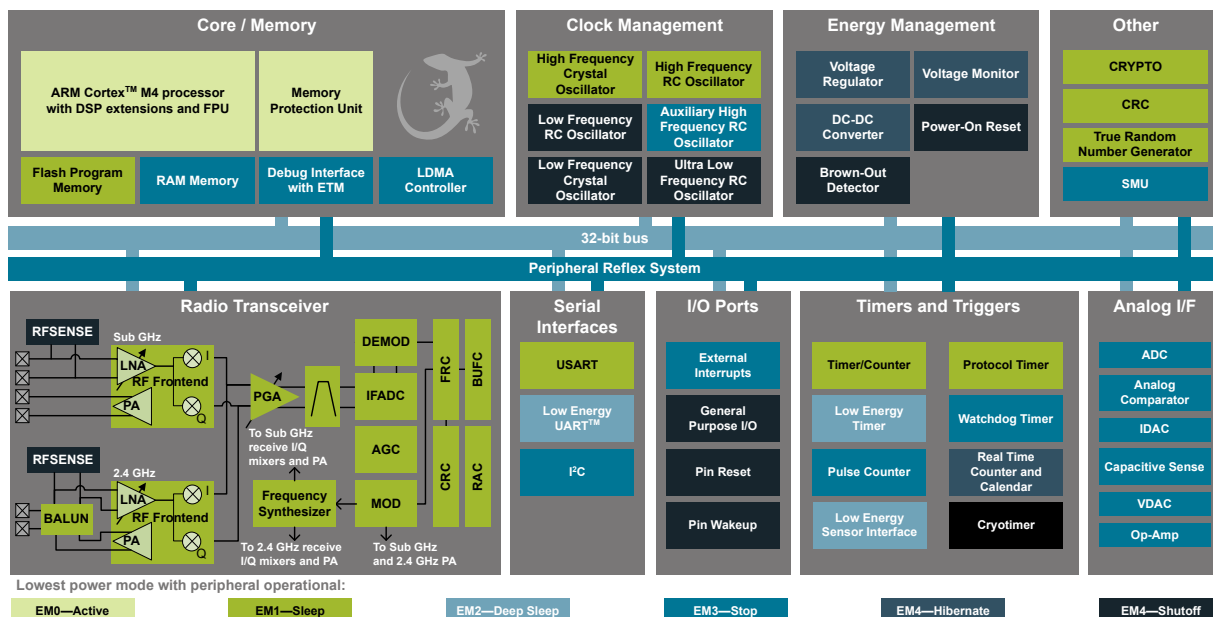 Core / Memory
ARM Cortex™ M4 processor
with DSP extensions and FPU
Memory
Protection Unit
Flash Program
Memory
RAM Memory
Debug Interface
with ETM
LDMA
Controller
Clock Management
High Frequency
Crystal
Oscillator
High Frequency
RC Oscillator
Low Frequency
RC Oscillator
Auxiliary High
Frequency RC
Oscillator
Low Frequency
Crystal
Oscillator
Ultra Low
Frequency RC
Oscillator
Energy Management
Voltage
Regulator
Voltage Monitor
DC-DC
Converter
Power-On Reset
Brown-Out
Detector
Other
CRYPTO
CRC
True Random
Number Generator
SMU
32-bit bus
Peripheral Reflex System
Radio Transceiver
RFSENSE
Sub GHz
LNA
RF Frontend
PA
I
Q
PGA
DEMOD
IFADC
AGC
MOD
FRC
BUFC
CRC
RAC
To Sub GHz
receive I/Q
mixers and PA
Frequency
Synthesizer
To 2.4 GHz receive
I/Q mixers and PA
To Sub GHz
and 2.4 GHz PA
RFSENSE
2.4 GHz
LNA
RF Frontend
BALUN
PA
I
Q
Serial
Interfaces
USART
Low Energy
UART™
I²C
I/O Ports
External
Interrupts
General
Purpose I/O
Pin Reset
Pin Wakeup
Timers and Triggers
Timer/Counter
Protocol Timer
Low Energy
Timer
Watchdog Timer
Pulse Counter
Real Time
Counter and
Calendar
Low Energy
Sensor Interface
Cryotimer
Analog I/F
ADC
Analog
Comparator
IDAC
Capacitive Sense
VDAC
Op-Amp
Lowest power mode with peripheral operational:
EM0—Active
EM1—Sleep
EM2—Deep Sleep
EM3—Stop
EM4—Hibernate
EM4—Shutoff